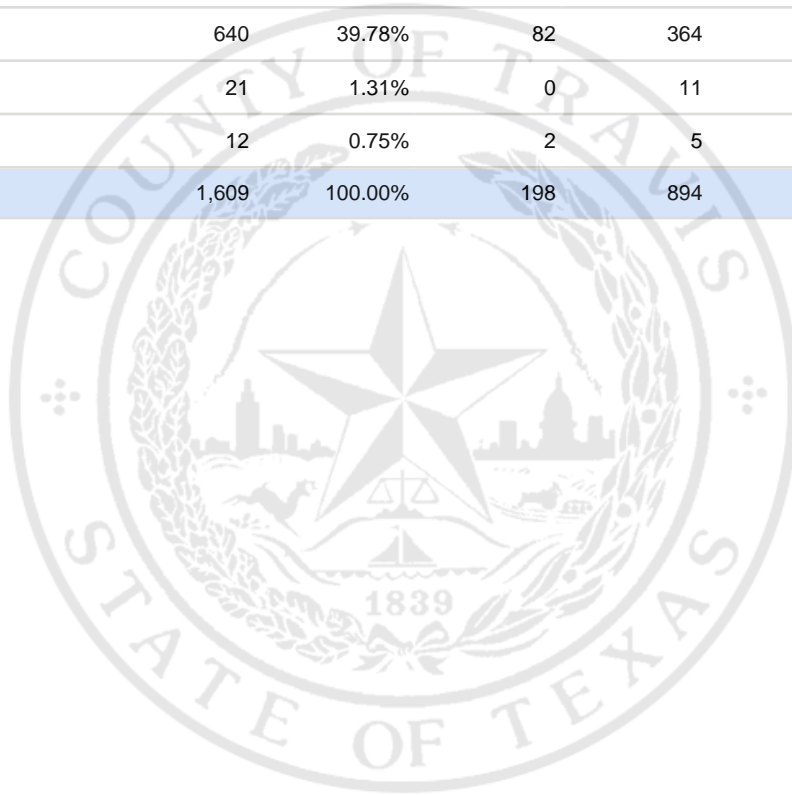 640 39.78% 82 364
21 1.31% 0 11
12 0.75% 2 5
1,609 100.00% 198 894
COUNTY OF TRAVIS
1839
STATE OF TEXAS